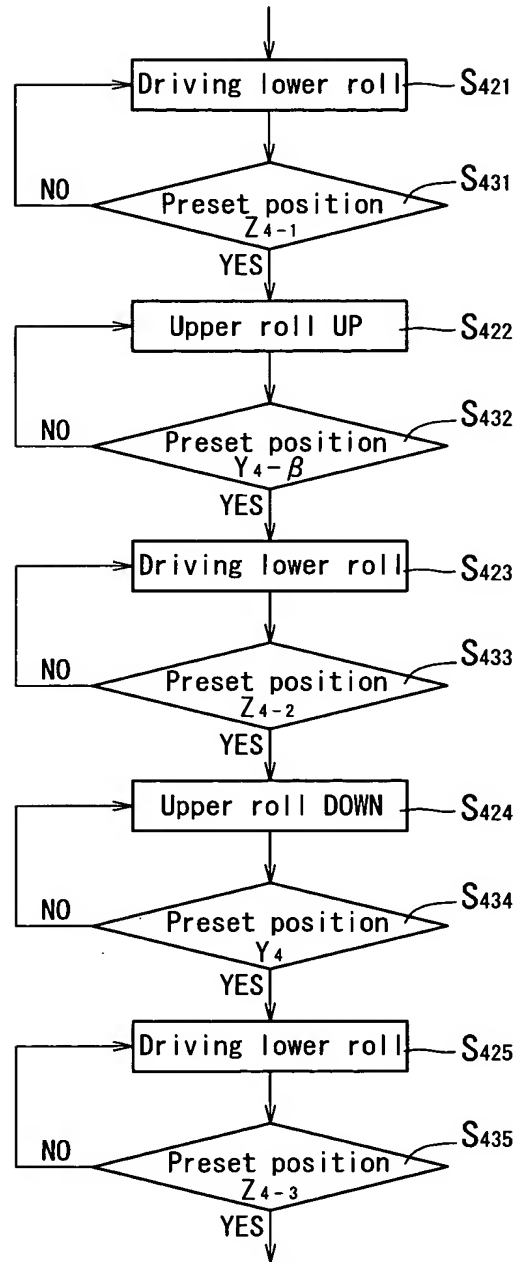 Driving lower roll S421
Preset position S431
Z4-1
NO
YES
Upper roll UP S422
Preset position S432
Y4-β
NO
YES
Driving lower roll S423
Preset position S433
Z4-2
NO
YES
Upper roll DOWN S424
Preset position S434
Y4
NO
YES
Driving lower roll S425
Preset position S435
Z4-3
NO
YES